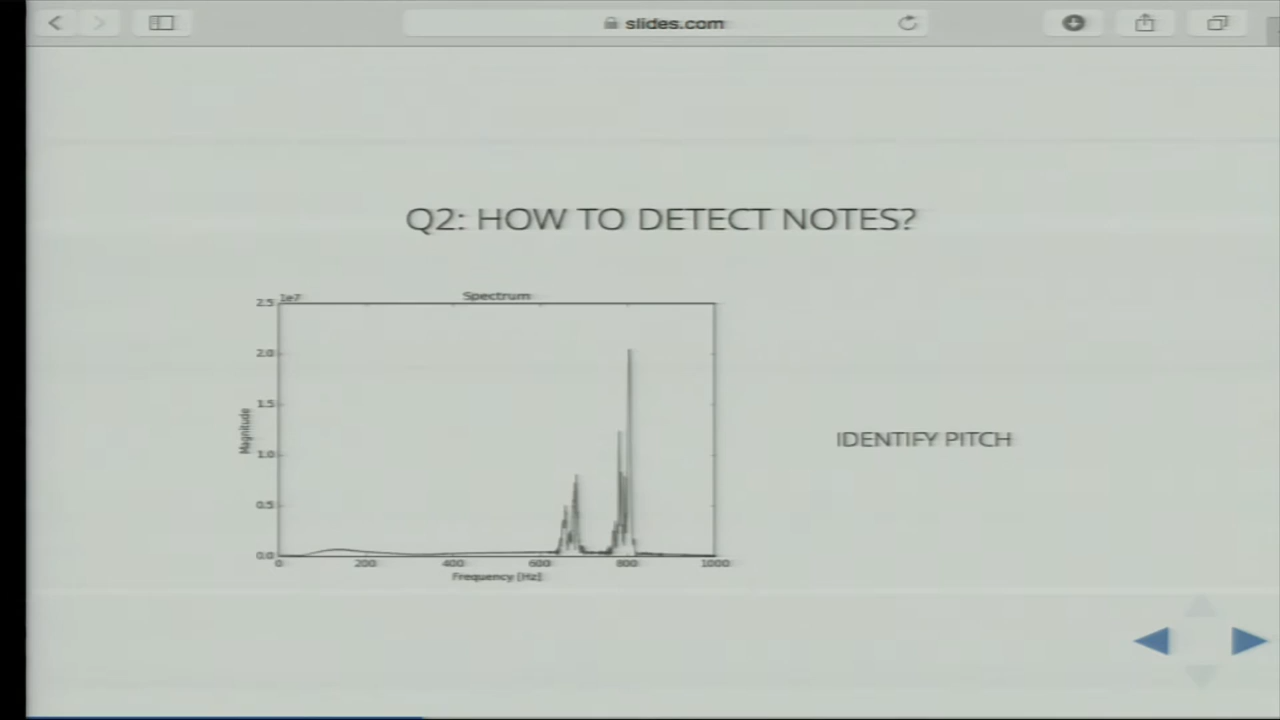 slides.com
Q2: HOW TO DETECT NOTES?
Spectrum
1e7
2.5
2.0
1.5
1.0
0.5
0.0
Magnitude
0
200
400
600
800
1000
Frequency [Hz]
IDENTIFY PITCH